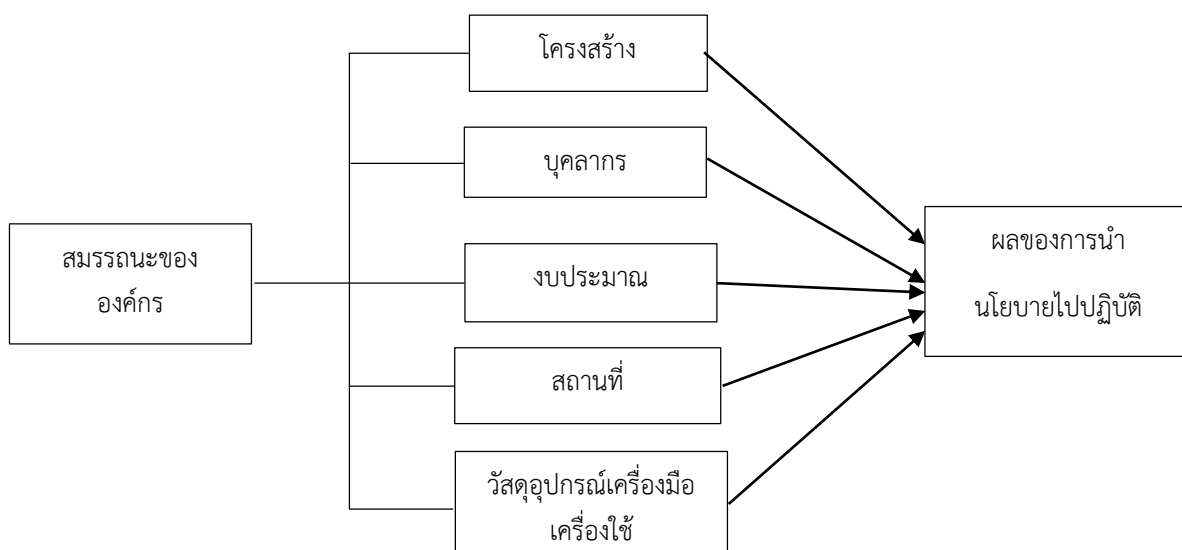 โครงสร้าง
บุคลากร
สมรรถนะของ
องค์กร
งบประมาณ
สถานที่
วัสดุอุปกรณ์เครื่องมือ
เครื่องใช้
ผลของการนำ
นโยบายไปปฏิบัติ